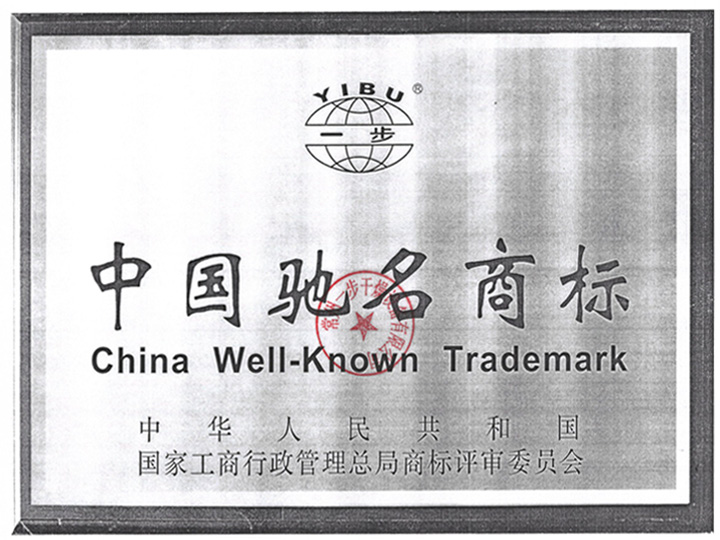 YIBU®
一步
中国驰名商标
China Well-Known Trademark
中华人民共和国
国家工商行政管理总局商标评审委员会